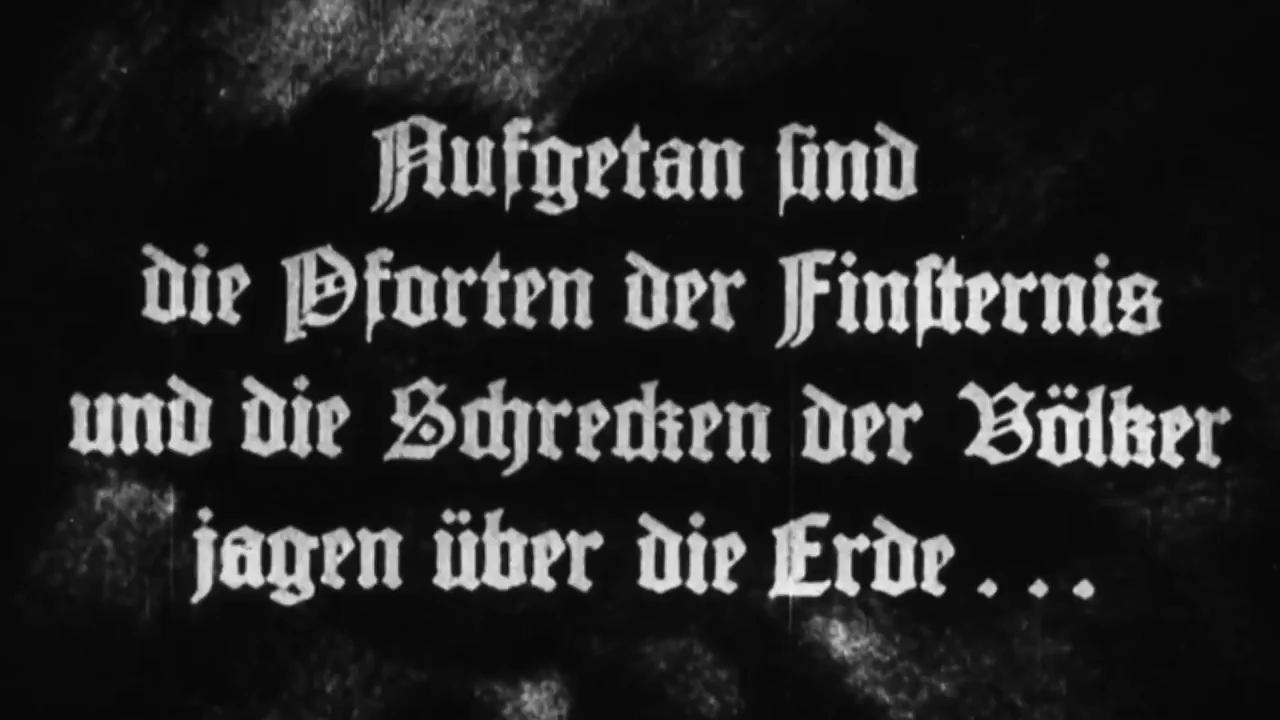 Aufgetan sind
die Pforten der Finsternis
und die Schrecken der Völker
jagen über die Erde . . .